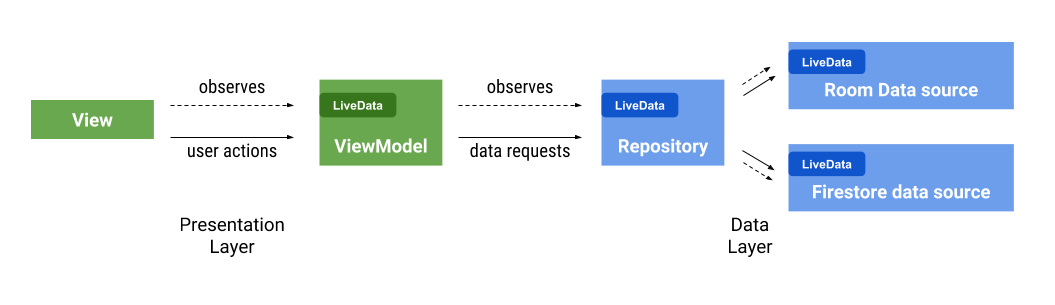 View
observes
user actions
LiveData
ViewModel
observes
data requests
LiveData
Repository
LiveData
Room Data source
LiveData
Firestore data source
Presentation
Layer
Data
Layer